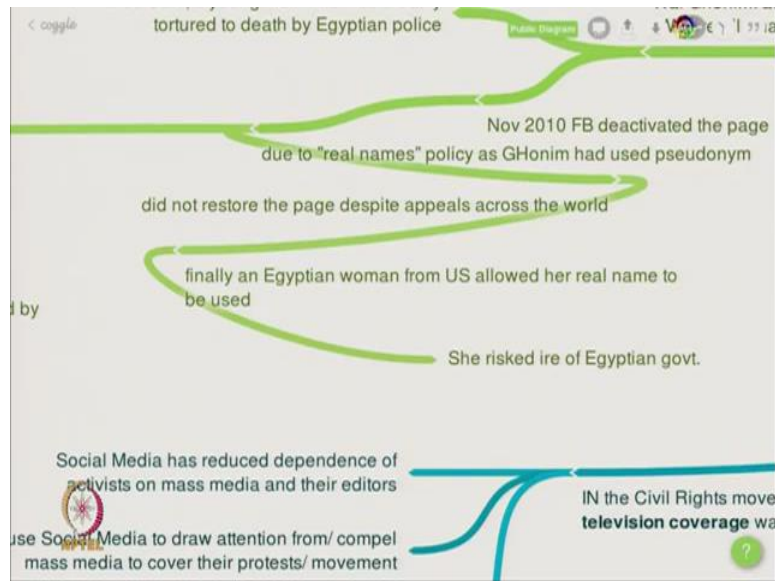 coggle
tortured to death by Egyptian police
Public Diagram
Nov 2010 FB deactivated the page
due to "real names" policy as GHonim had used pseudonym
did not restore the page despite appeals across the world
finally an Egyptian woman from US allowed her real name to
be used
d by
She risked ire of Egyptian govt.
Social Media has reduced dependence of
activists on mass media and their editors
IN the Civil Rights move
television coverage wa
use Social Media to draw attention from/ compel
mass media to cover their protests/ movement
NPTEL
?